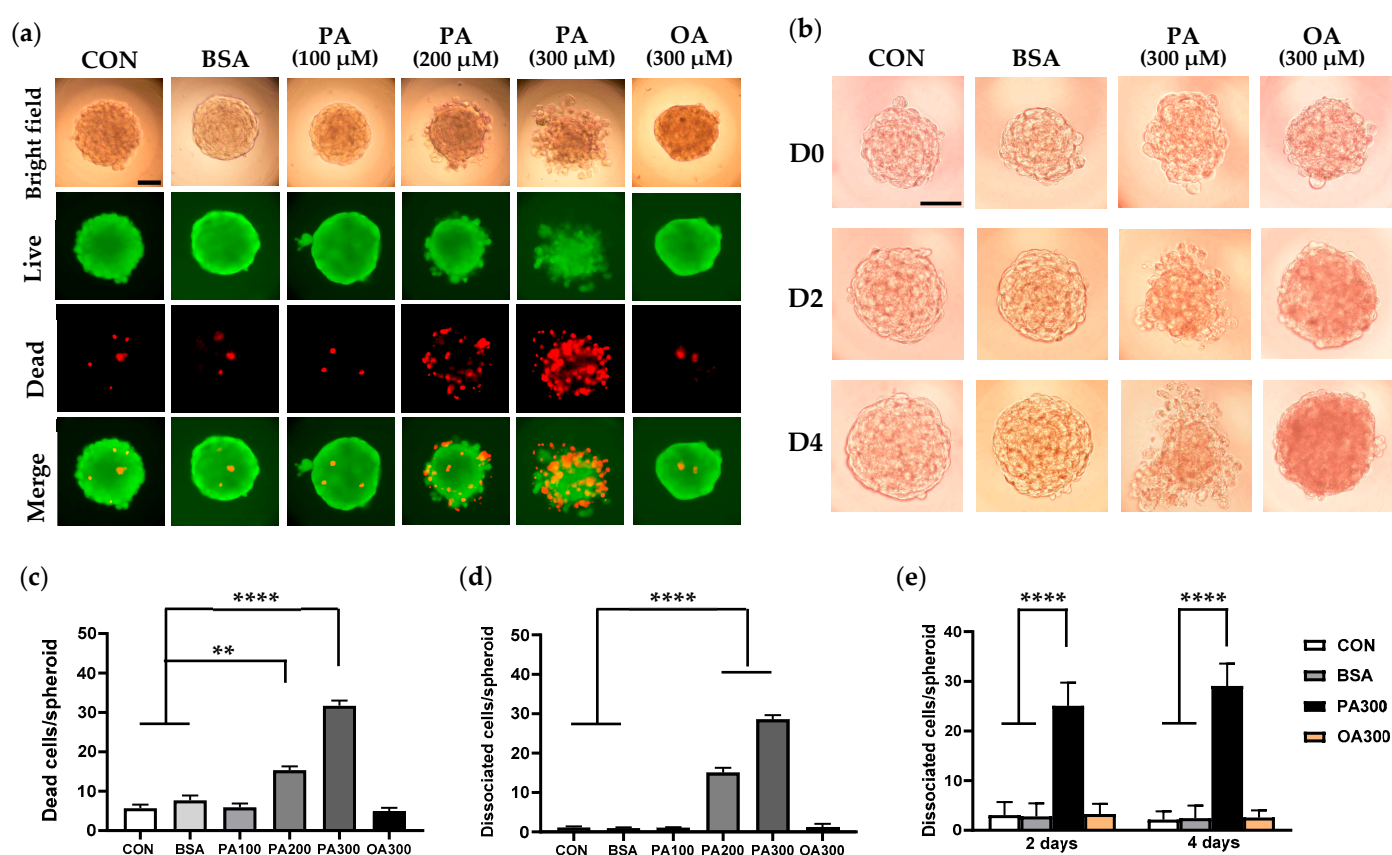 (a)
CON
BSA
PA
(100 μM)
PA
(200 μM)
PA
(300 μM)
OA
(300 μM)
Bright field
Live
Dead
Merge
(b)
CON
BSA
PA
(300 μM)
OA
(300 μM)
D0
D2
D4
(c)
Dead cells/spheroid
50
40
30
20
10
0
****
**
CON BSA PA100 PA200 PA300 OA300
(d)
Dissociated cells/spheroid
50
40
30
20
10
0
****
CON BSA PA100 PA200 PA300 OA300
(e)
Dissociated cells/spheroid
40
30
20
10
0
**** ****
2 days 4 days
CON
BSA
PA300
OA300